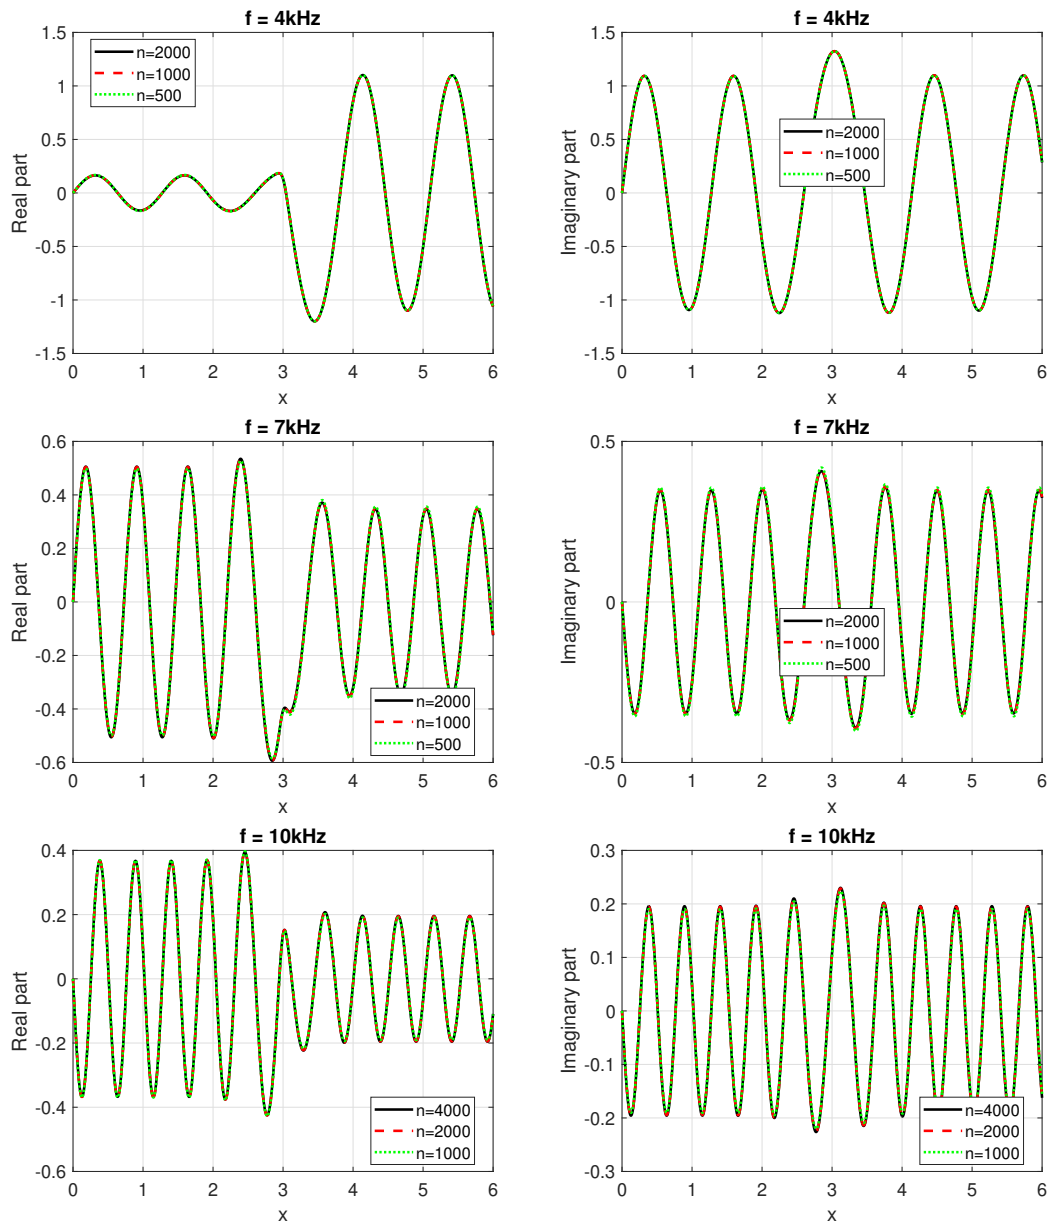 f = 4kHz
1.5
1
0.5
0
-0.5
-1
-1.5
Real part
n=2000
n=1000
n=500
0 1 2 3 4 5 6
x
f = 4kHz
1.5
1
0.5
0
-0.5
-1
-1.5
Imaginary part
n=2000
n=1000
n=500
0 1 2 3 4 5 6
x
f = 7kHz
0.6
0.4
0.2
0
-0.2
-0.4
-0.6
Real part
n=2000
n=1000
n=500
0 1 2 3 4 5 6
x
f = 7kHz
0.5
0
-0.5
Imaginary part
n=2000
n=1000
n=500
0 1 2 3 4 5 6
x
f = 10kHz
0.4
0.2
0
-0.2
-0.4
-0.6
Real part
n=4000
n=2000
n=1000
0 1 2 3 4 5 6
x
f = 10kHz
0.3
0.2
0.1
0
-0.1
-0.2
-0.3
Imaginary part
n=4000
n=2000
n=1000
0 1 2 3 4 5 6
x